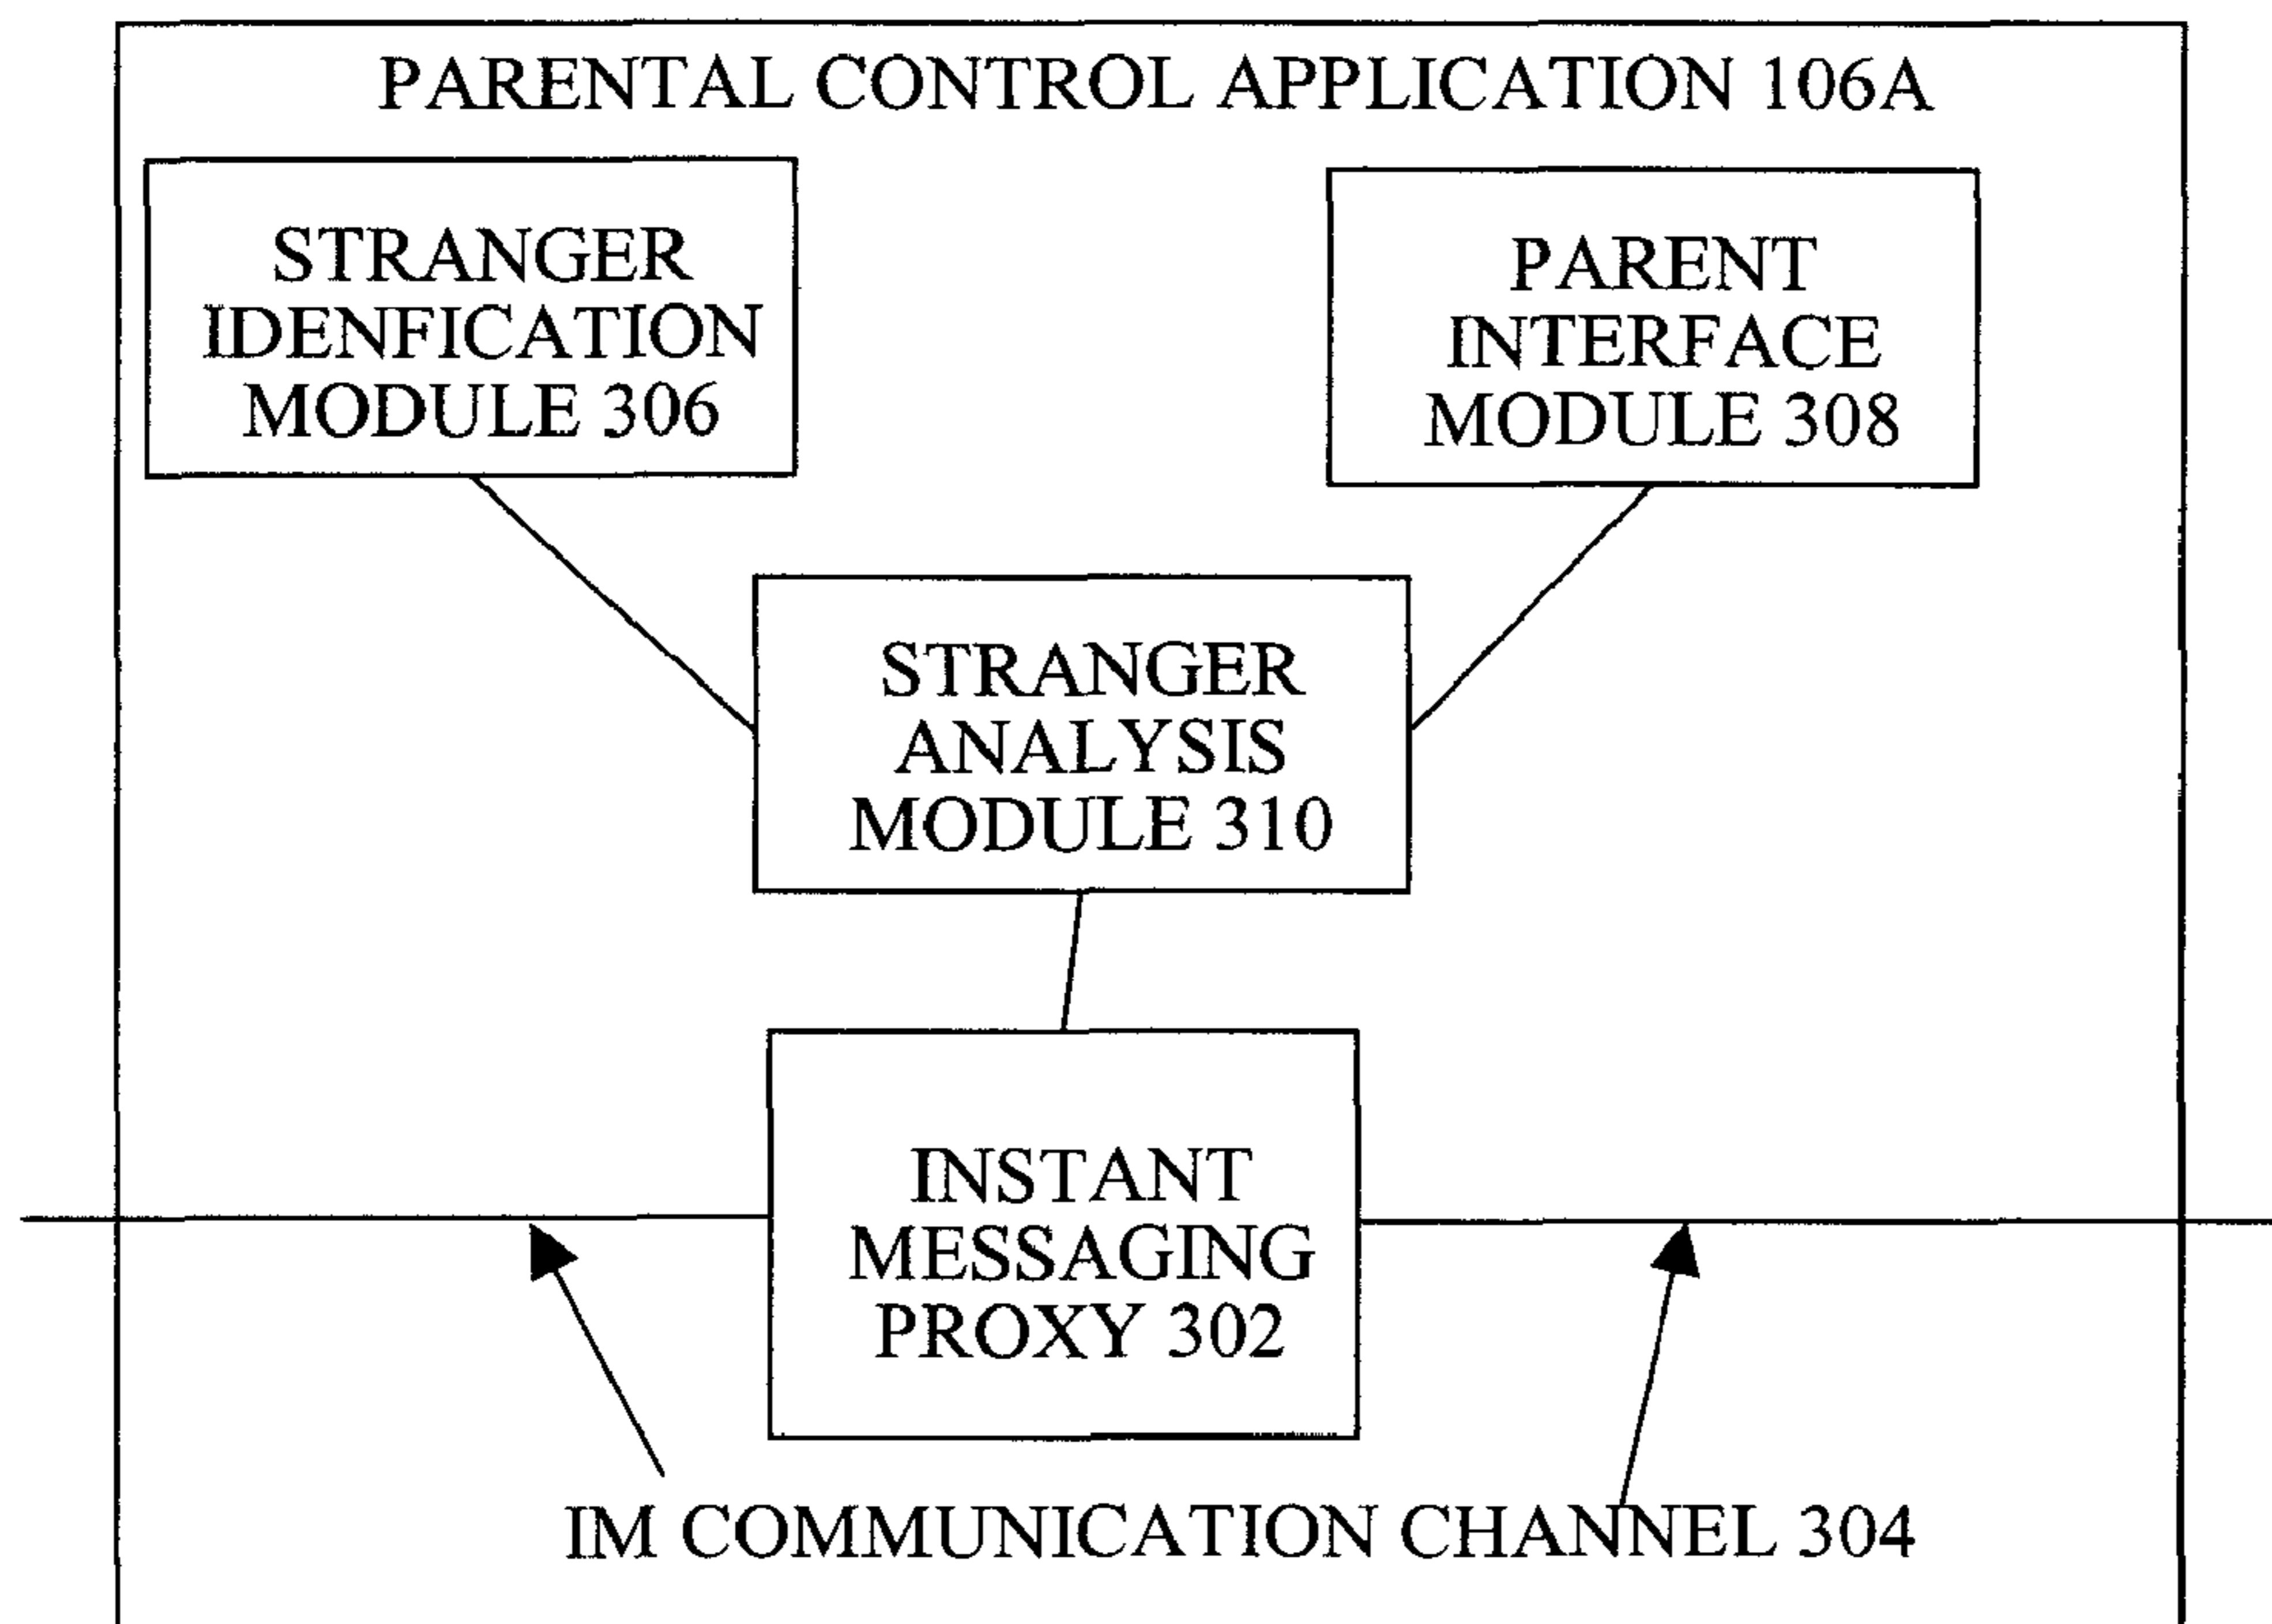 PARENTAL CONTROL APPLICATION 106A
STRANGER
IDENFICATION
MODULE 306
PARENT
INTERFACE
MODULE 308
STRANGER
ANALYSIS
MODULE 310
INSTANT
MESSAGING
PROXY 302
IM COMMUNICATION CHANNEL 304